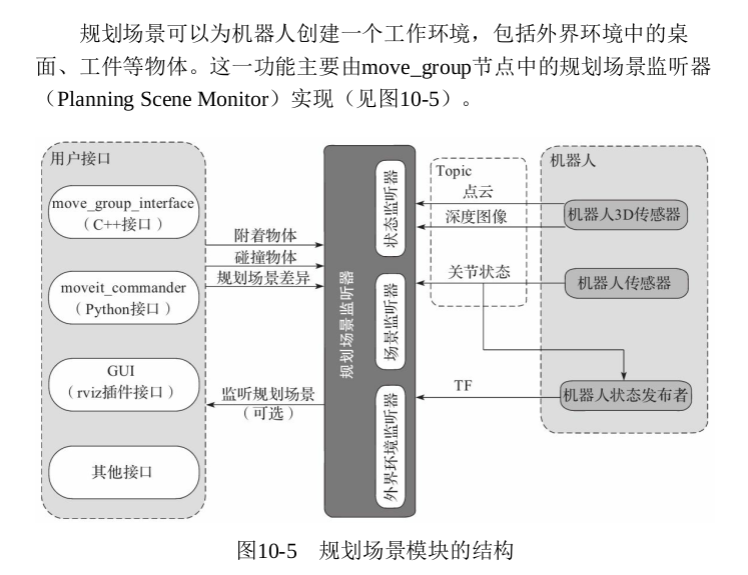 规划场景可以为机器人创建一个工作环境，包括外界环境中的桌
面、工件等物体。这一功能主要由move_group节点中的规划场景监听器
（Planning Scene Monitor）实现（见图10-5）。
用户接口
move_group_interface
（C++接口）
moveit_commander
（Python接口）
GUI
（rviz插件接口）
其他接口
附着物体
碰撞物体
规划场景差异
监听规划场景
（可选）
规划场景监听器
状态监听器
场景监听器
外界环境监听器
Topic
点云
深度图像
关节状态
TF
机器人
机器人3D传感器
机器人传感器
机器人状态发布者
图10-5 规划场景模块的结构